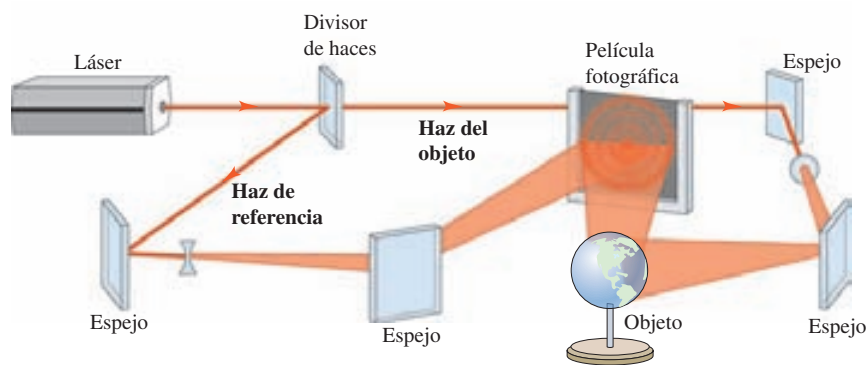 Láser
Divisor
de haces
Película
fotográfica
Espejo
Haz del
objeto
Haz de
referencia
Espejo
Espejo
Objeto
Espejo